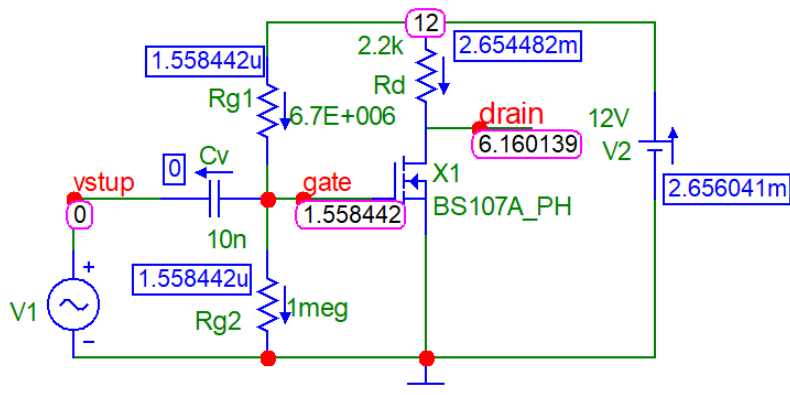 12
2.2k
2.654482m
1.558442u
Rd
Rg1
6.7E+006
drain
12V
6.160139
V2
Cv
0
vstup
gate
X1
2.656041m
0
1.558442
BS107A_PH
10n
1.558442u
+
V1
1meg
Rg2
−